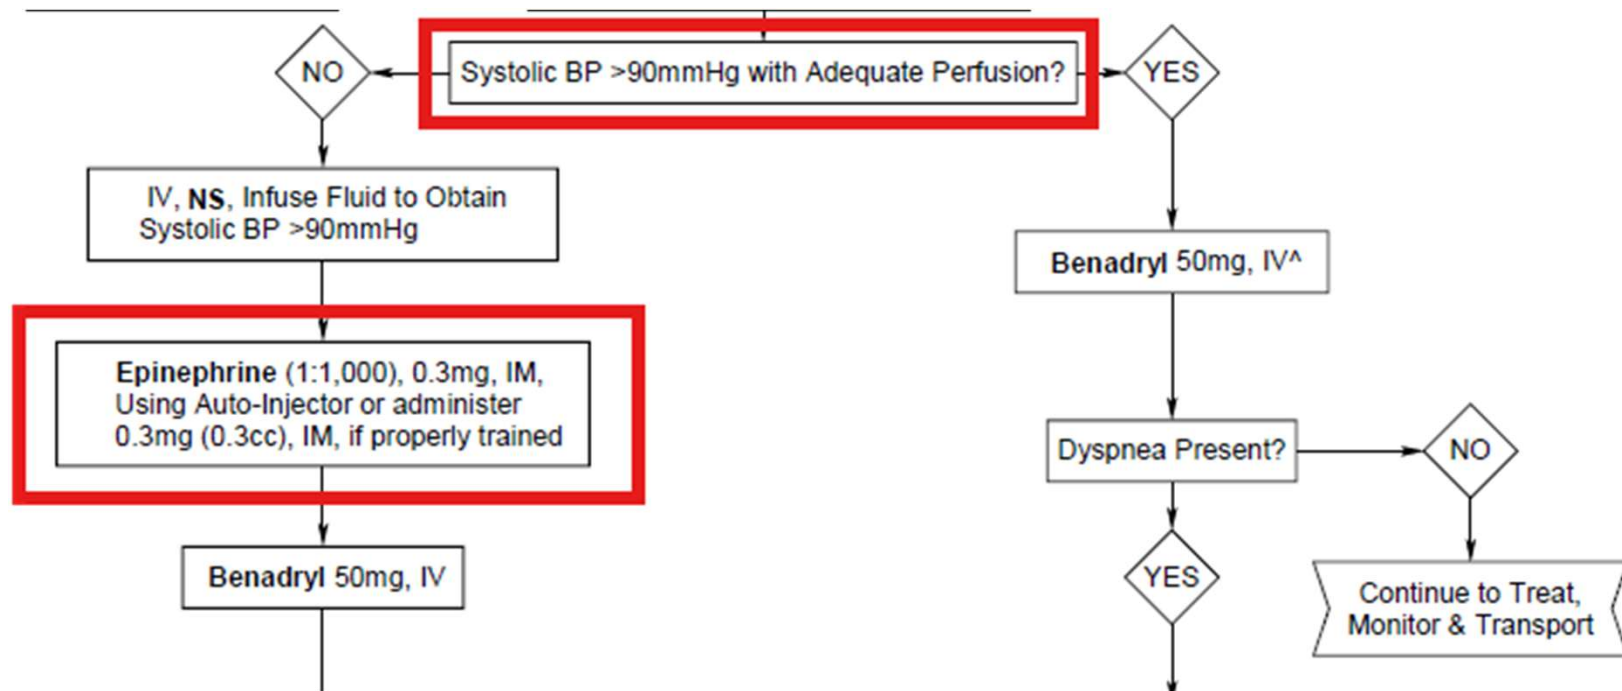 NO
Systolic BP >90mmHg with Adequate Perfusion?
YES
IV, NS, Infuse Fluid to Obtain
Systolic BP >90mmHg
Benadryl 50mg, IV^
Epinephrine (1:1,000), 0.3mg, IM,
Using Auto-Injector or administer
0.3mg (0.3cc), IM, if properly trained
Dyspnea Present?
NO
Benadryl 50mg, IV
YES
Continue to Treat,
Monitor & Transport